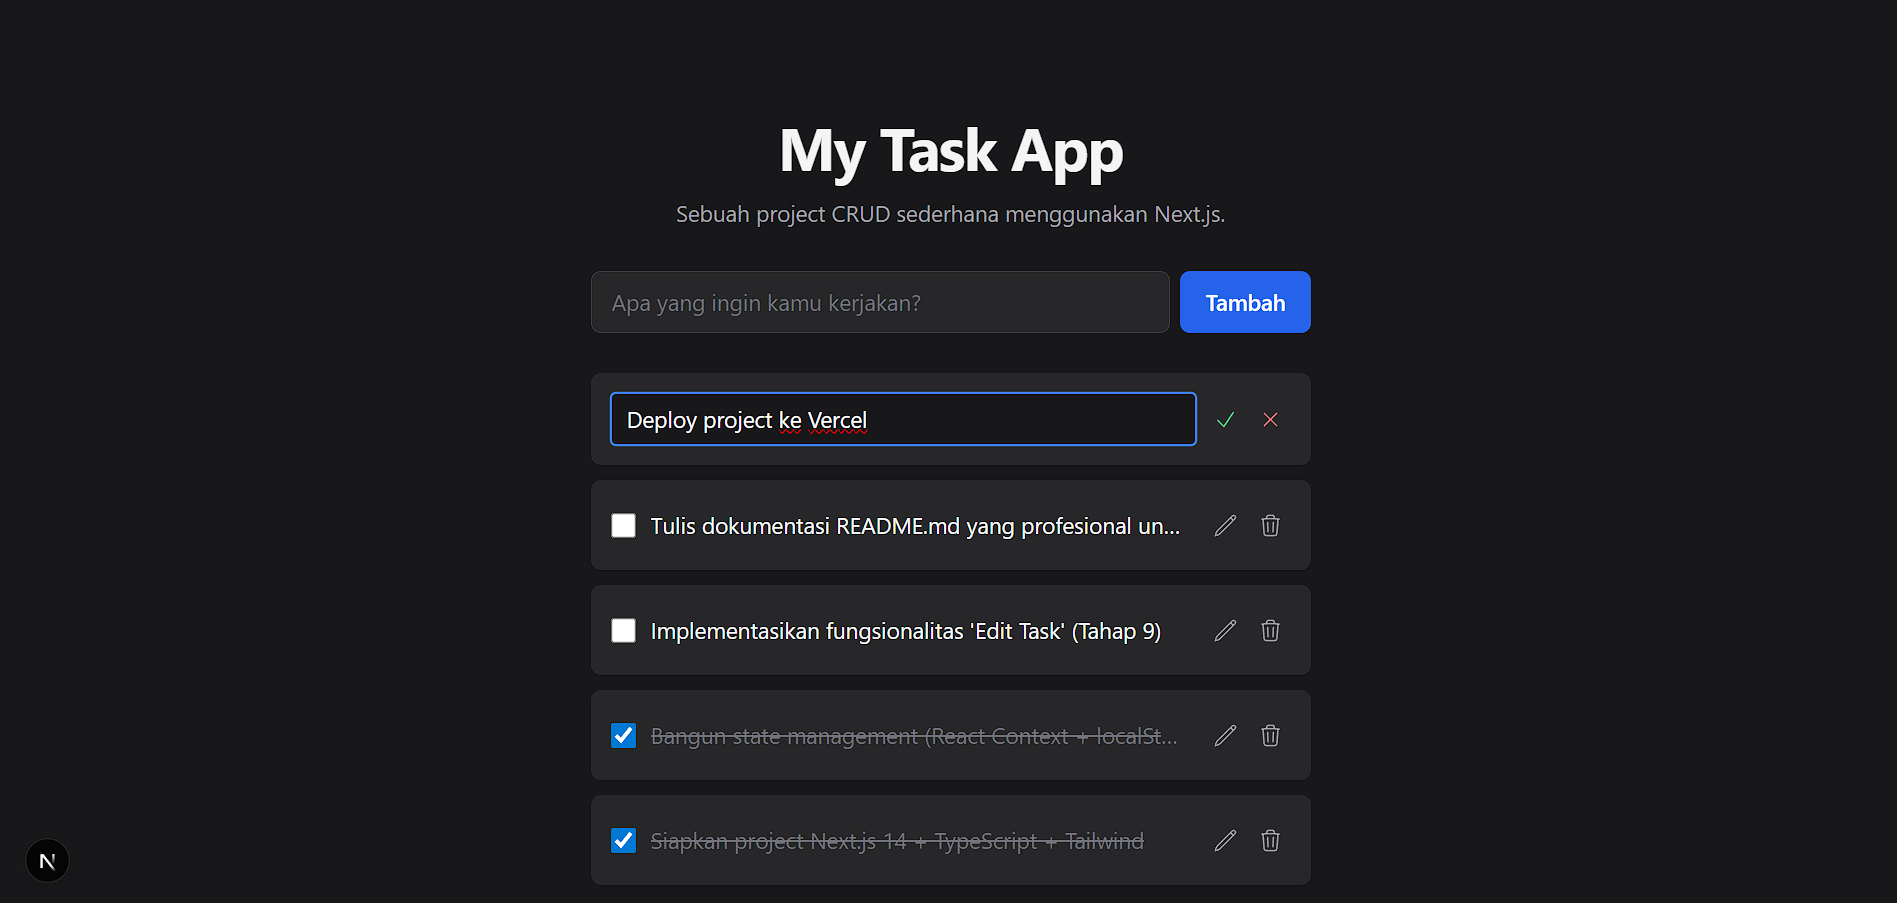 My Task App
Sebuah project CRUD sederhana menggunakan Next.js.
Apa yang ingin kamu kerjakan?
Tambah
Deploy project ke Vercel
Tulis dokumentasi README.md yang profesional un...
Implementasikan fungsionalitas 'Edit Task' (Tahap 9)
Bangun state management (React Context + localSt...
Siapkan project Next.js 14 + TypeScript + Tailwind
N